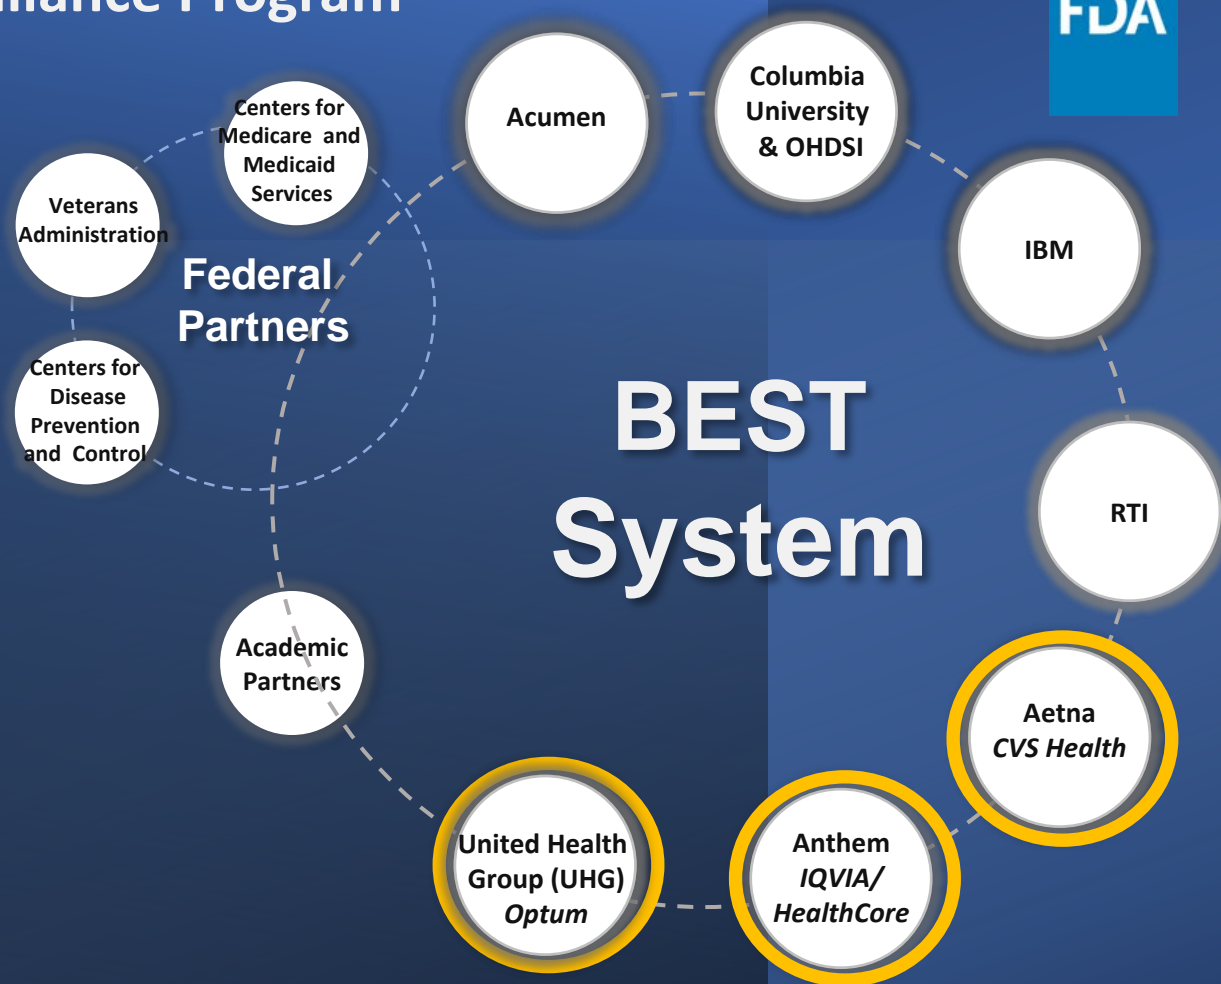 Program
FDA
Centers for
Medicare and
Medicaid
Services
Veterans
Administration
Federal
Partners
Centers for
Disease
Prevention
and Control
Acumen
Columbia
University
& OHDSI
IBM
BEST
System
RTI
Academic
Partners
Aetna
CVS Health
United Health
Group (UHG)
Optum
Anthem
IQVIA/
HealthCore